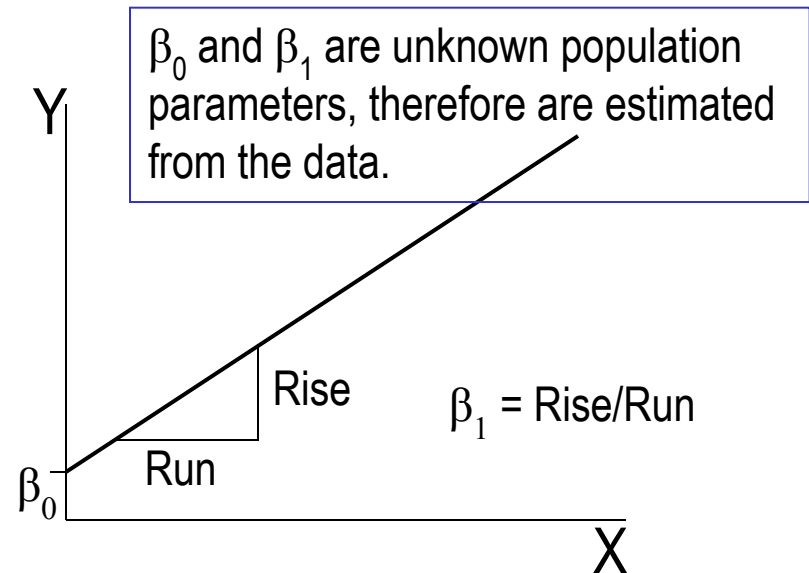 β₀ and β₁ are unknown population
parameters, therefore are estimated
from the data.
Y
Rise
β₁ = Rise/Run
Run
β₀
X